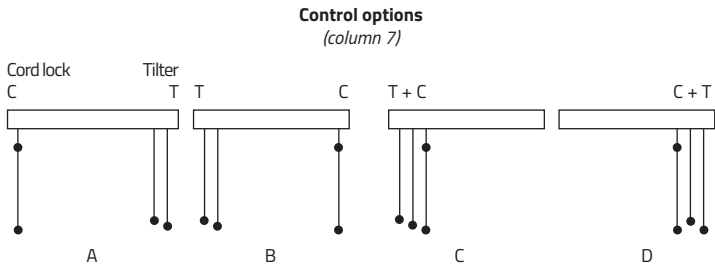 Control options
(column 7)
Cord lock Tilter
C T T C T + C C + T
A B C D